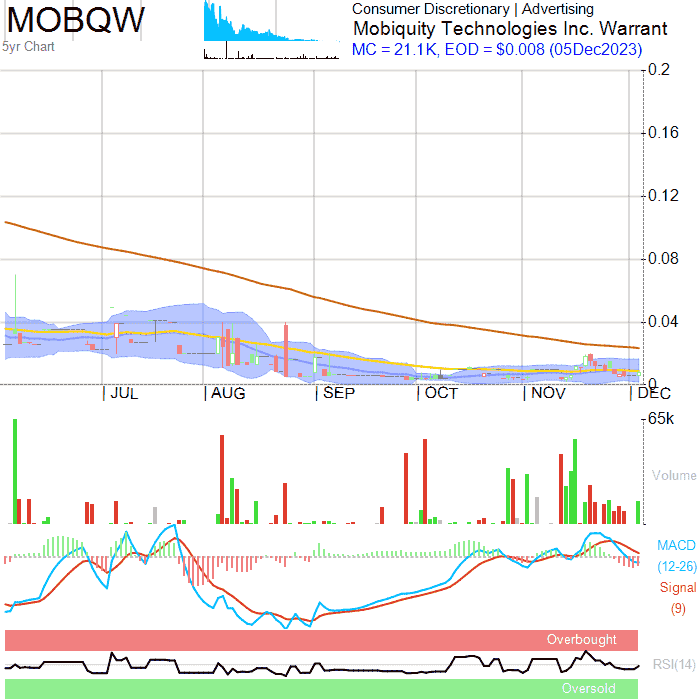 MOBQW
5yr Chart
Consumer Discretionary | Advertising
Mobiquity Technologies Inc. Warrant
MC = 21.1K, EOD = $0.008 (05Dec2023)
0.2
0.16
0.12
0.08
0.04
0
JUL
AUG
SEP
OCT
NOV
DEC
65k
Volume
MACD
(12-26)
Signal
(9)
Overbought
RSI(14)
Oversold